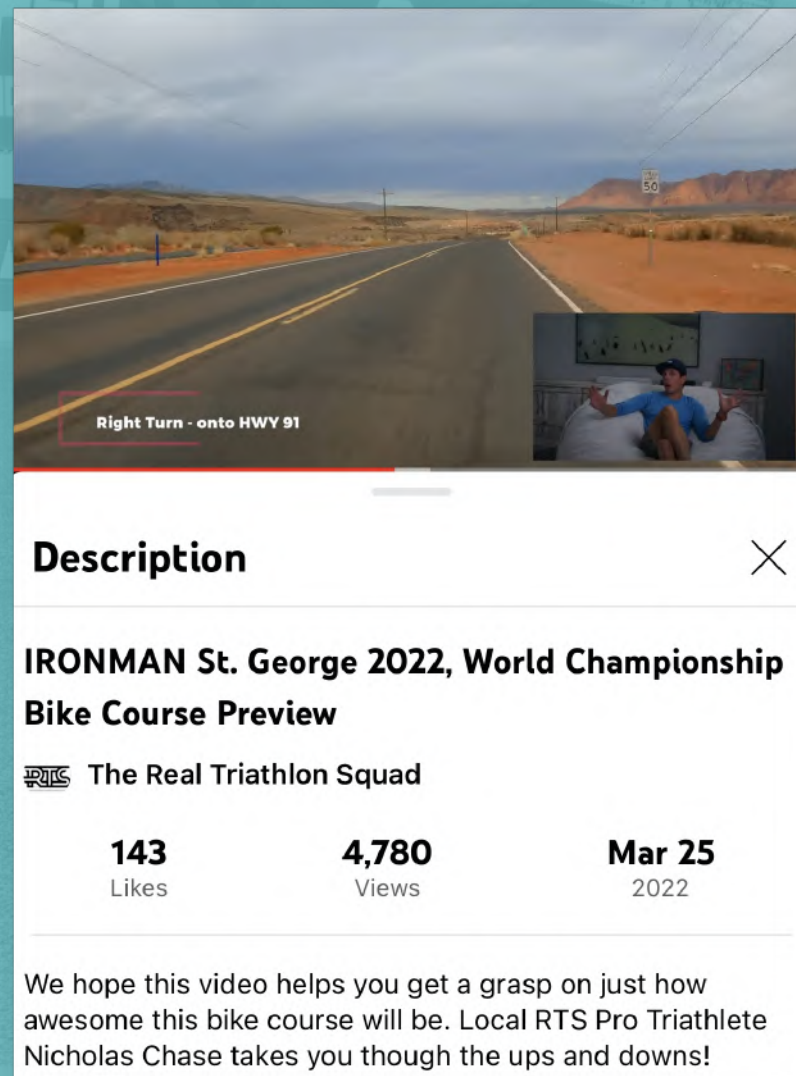 50
Right Turn - onto HWY 91
Description
IRONMAN St. George 2022, World Championship
Bike Course Preview
RTS The Real Triathlon Squad
143
Likes
4,780
Views
Mar 25
2022
We hope this video helps you get a grasp on just how
awesome this bike course will be. Local RTS Pro Triathlete
Nicholas Chase takes you though the ups and downs!